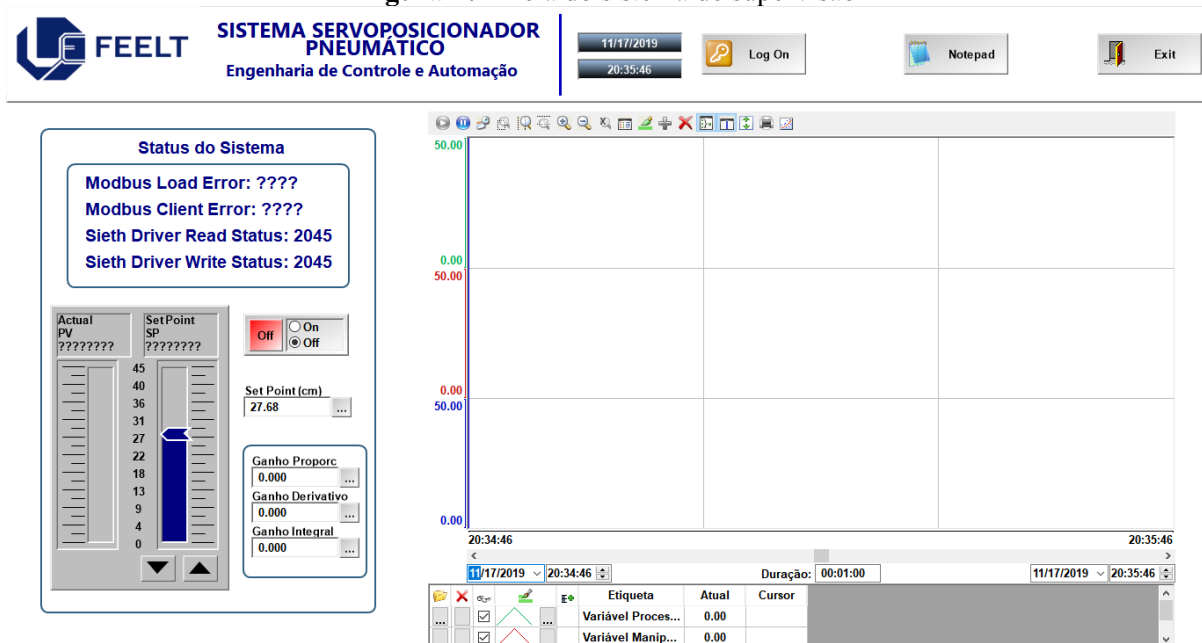 FEELT
SISTEMA SERVOPOSICIONADOR
PNEUMÁTICO
Engenharia de Controle e Automação
11/17/2019
20:35:46
Log On
Notepad
Exit
Status do Sistema
Modbus Load Error: ????
Modbus Client Error: ????
Sieth Driver Read Status: 2045
Sieth Driver Write Status: 2045
Actual
PV
????????
SetPoint
SP
????????
45
40
36
31
27
22
18
13
9
4
0
Off
On
Off
Set Point (cm)
27.68
...
Ganho Proporc
0.000
...
Ganho Derivativo
0.000
...
Ganho Integral
0.000
...
50.00
0.00
50.00
0.00
50.00
0.00
20:34:46 20:35:46
11/17/2019 20:34:46 Duração: 00:01:00 11/17/2019 20:35:46
Etiqueta Atual Cursor
... ... Variável Proces... 0.00
Variável Manip... 0.00